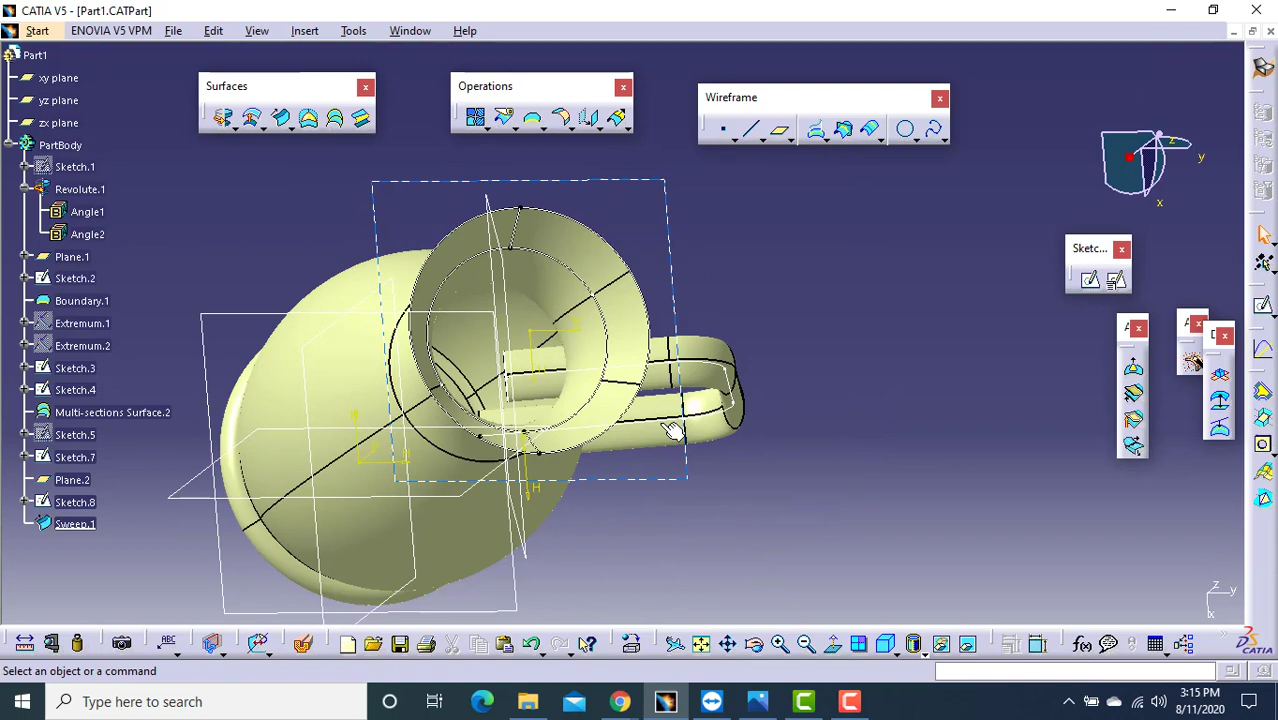 CATIA V5 - [Part1.CATPart]
Start
ENOVIA V5 VPM
File
Edit
View
Insert
Tools
Window
Help
Part1
xy plane
yz plane
zx plane
PartBody
Sketch.1
Revolute.1
Angle1
Angle2
Plane.1
Sketch.2
Boundary.1
Extremum.1
Extremum.2
Sketch.3
Sketch.4
Multi-sections Surface.2
Sketch.5
Sketch.7
Plane.2
Sketch.8
Sweep.1
Surfaces
Operations
Wireframe
Sketc...
A
A
D
z
y
x
H
z
y
x
CATIA
Select an object or a command
Type here to search
3:15 PM
8/11/2020